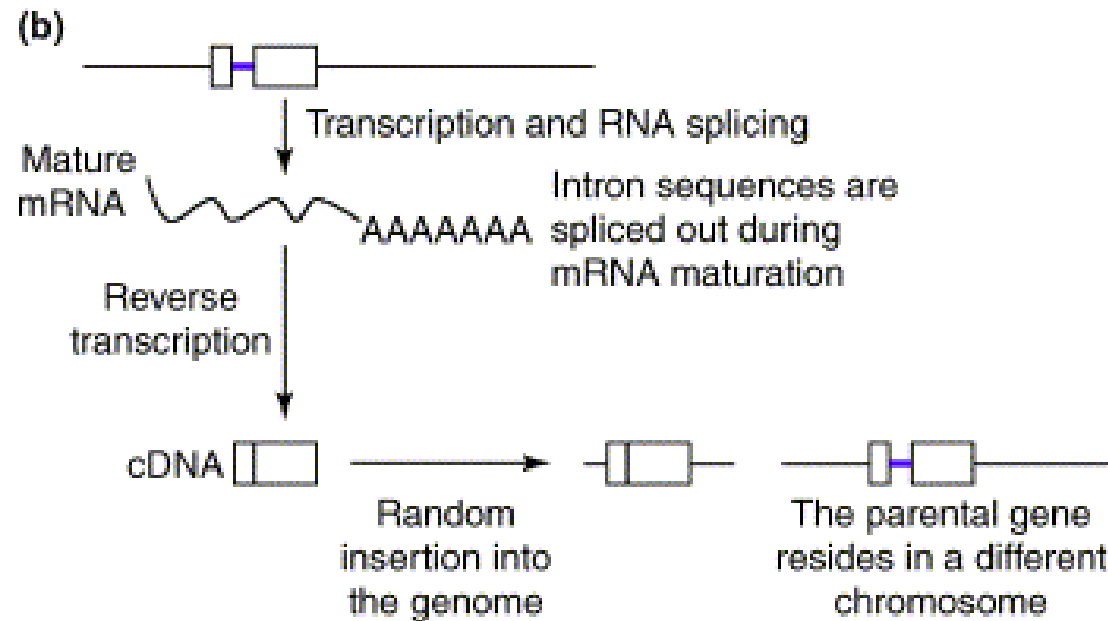 (b)
Transcription and RNA splicing
Mature
mRNA
AAAAAAA
Intron sequences are
spliced out during
mRNA maturation
Reverse
transcription
cDNA
Random
insertion into
the genome
The parental gene
resides in a different
chromosome